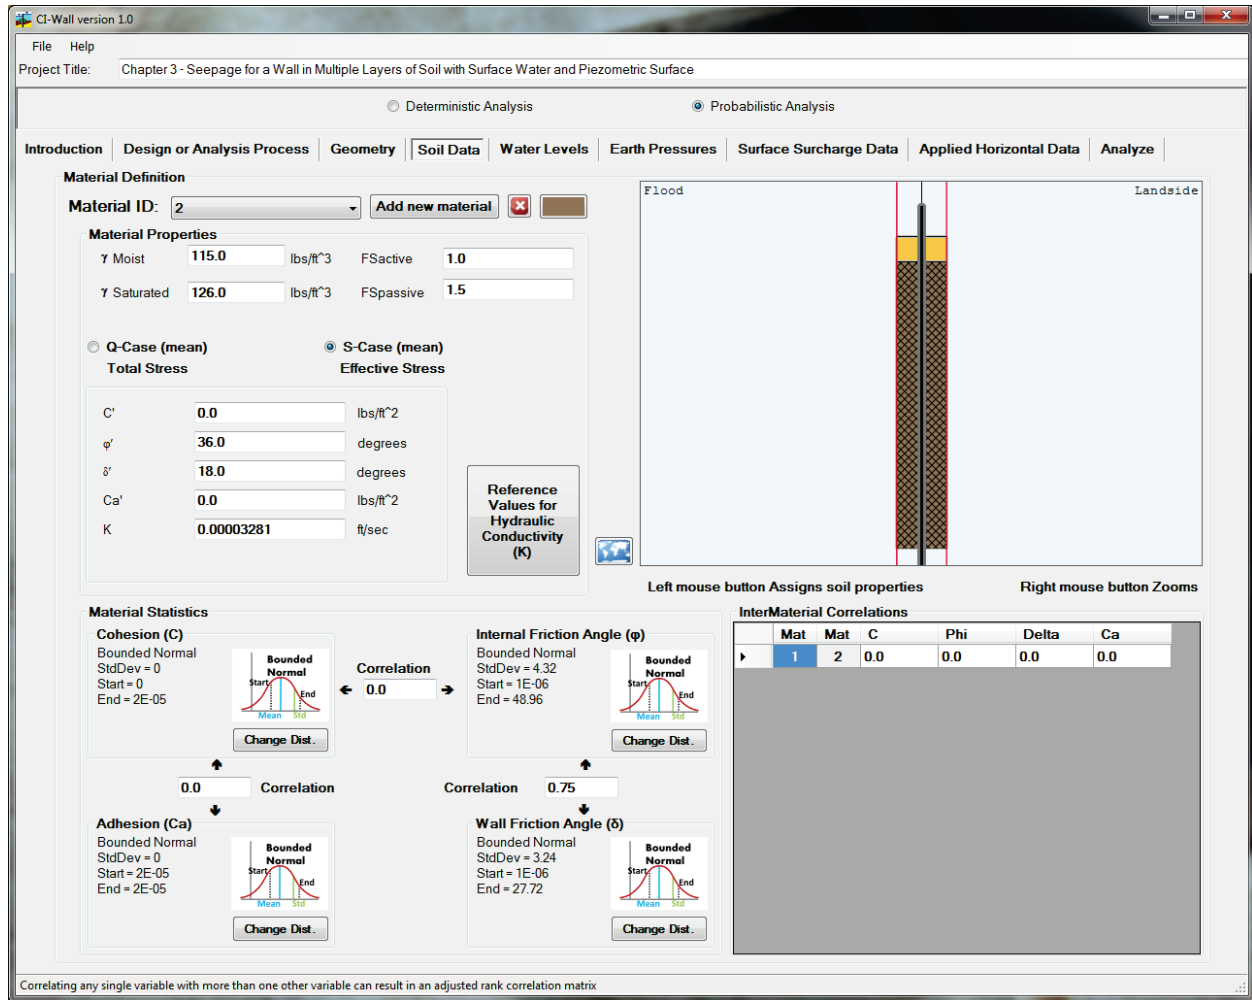 CI-Wall version 1.0
File Help
Project Title: Chapter 3 - Seepage for a Wall in Multiple Layers of Soil with Surface Water and Piezometric Surface
Deterministic Analysis Probabilistic Analysis
Introduction Design or Analysis Process Geometry Soil Data Water Levels Earth Pressures Surface Surcharge Data Applied Horizontal Data Analyze
Material Definition
Material ID: 2 Add new material
Material Properties
γ Moist 115.0 lbs/ft^3 FSactive 1.0
γ Saturated 126.0 lbs/ft^3 FSpassive 1.5
Q-Case (mean) S-Case (mean)
Total Stress Effective Stress
C' 0.0 lbs/ft^2
φ' 36.0 degrees
δ' 18.0 degrees
Ca' 0.0 lbs/ft^2
K 0.00003281 ft/sec
Reference
Values for
Hydraulic
Conductivity
(K)
Flood Landside
Left mouse button Assigns soil properties Right mouse button Zooms
Material Statistics
Cohesion (C)
Bounded Normal
StdDev = 0
Start = 0
End = 2E-05
Bounded
Normal
Start
End
Mean Std
Change Dist.
Correlation
0.0
Internal Friction Angle (φ)
Bounded Normal
StdDev = 4.32
Start = 1E-06
End = 48.96
Bounded
Normal
Start
End
Mean Std
Change Dist.
0.0 Correlation
Correlation 0.75
Adhesion (Ca)
Bounded Normal
StdDev = 0
Start = 2E-05
End = 2E-05
Bounded
Normal
Start
End
Mean Std
Change Dist.
Wall Friction Angle (δ)
Bounded Normal
StdDev = 3.24
Start = 1E-06
End = 27.72
Bounded
Normal
Start
End
Mean Std
Change Dist.
InterMaterial Correlations
Mat Mat C Phi Delta Ca
1 2 0.0 0.0 0.0 0.0
Correlating any single variable with more than one other variable can result in an adjusted rank correlation matrix